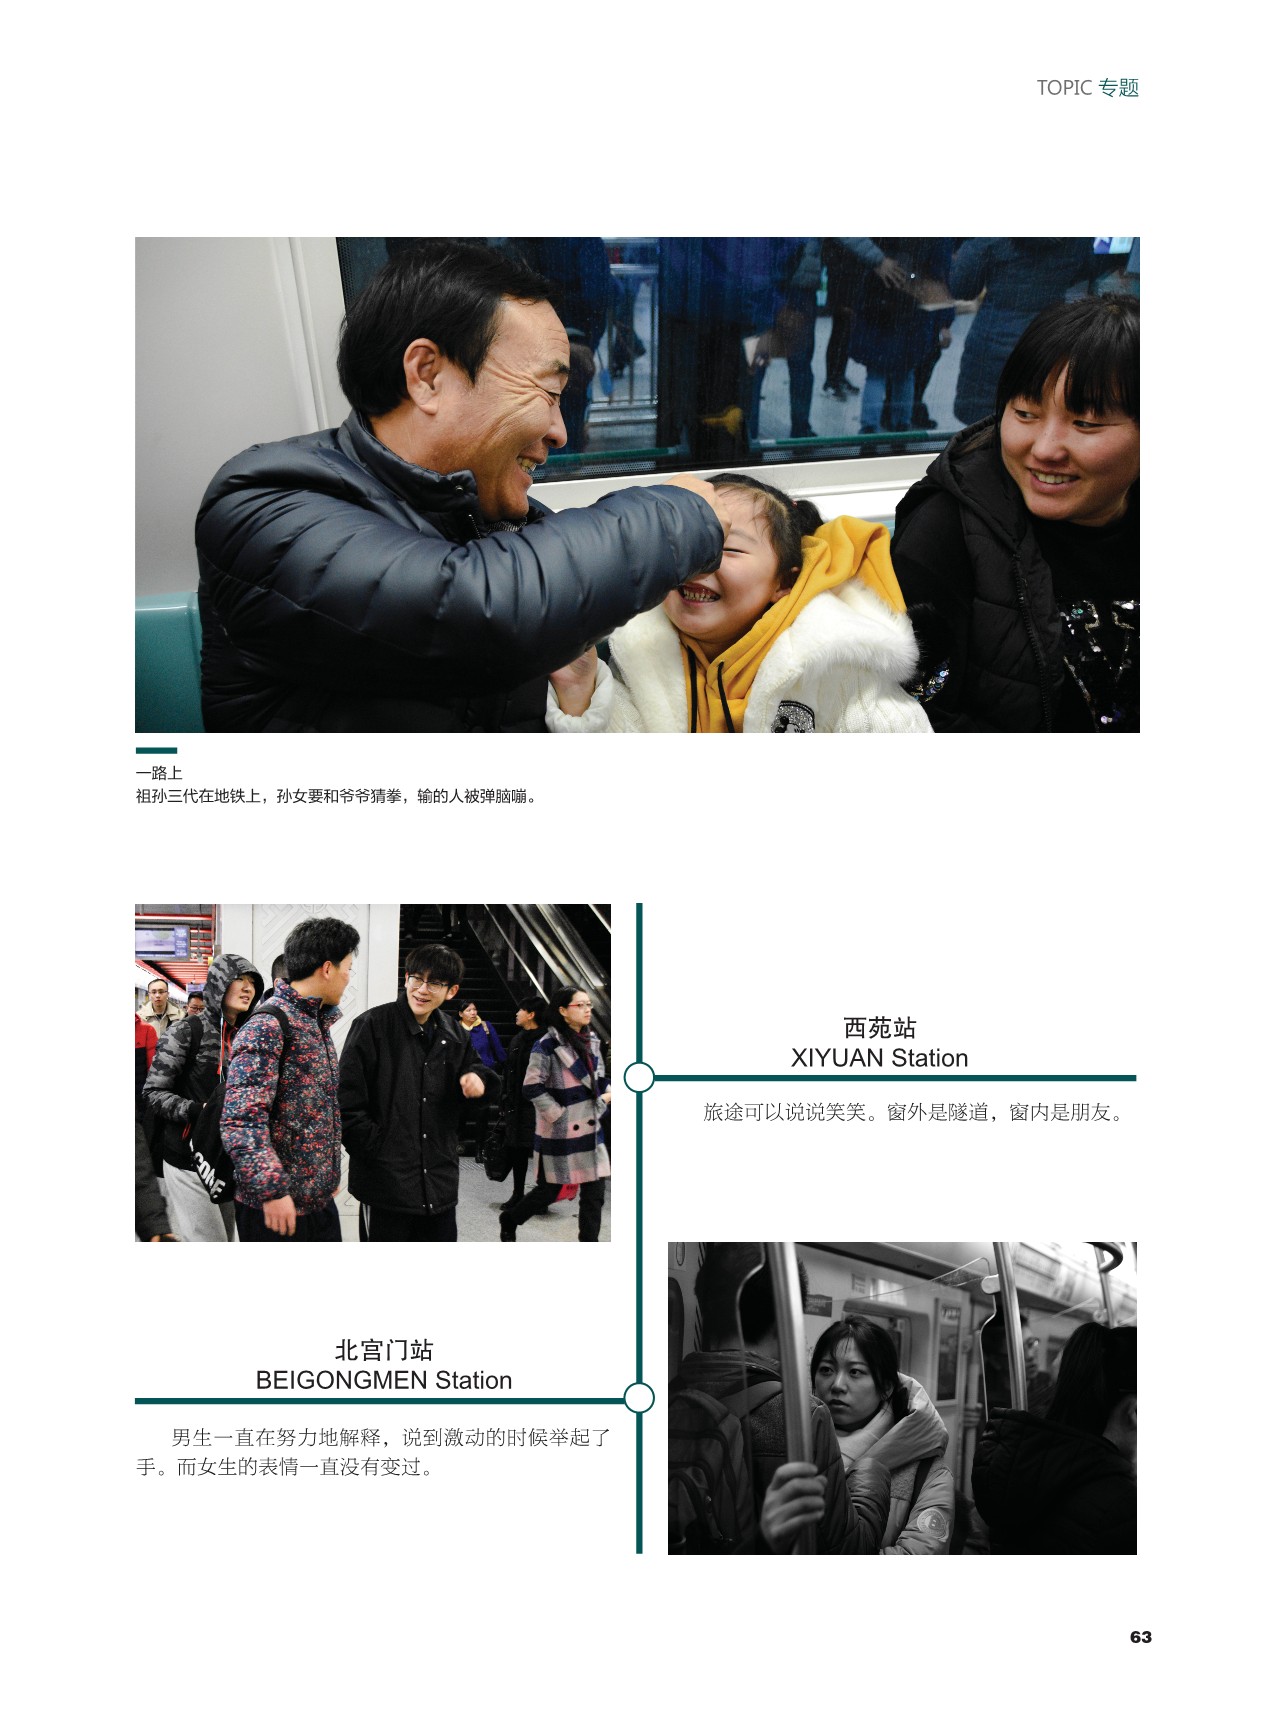 TOPIC 专题
一路上
祖孙三代在地铁上，孙女要和爷爷猜拳，输的人被弹脑嘣。
西苑站
XIYUAN Station
旅途可以说说笑笑。窗外是隧道，窗内是朋友。
北宫门站
BEIGONGMEN Station
男生一直在努力地解释，说到激动的时候举起了
手。而女生的表情一直没有变过。
63